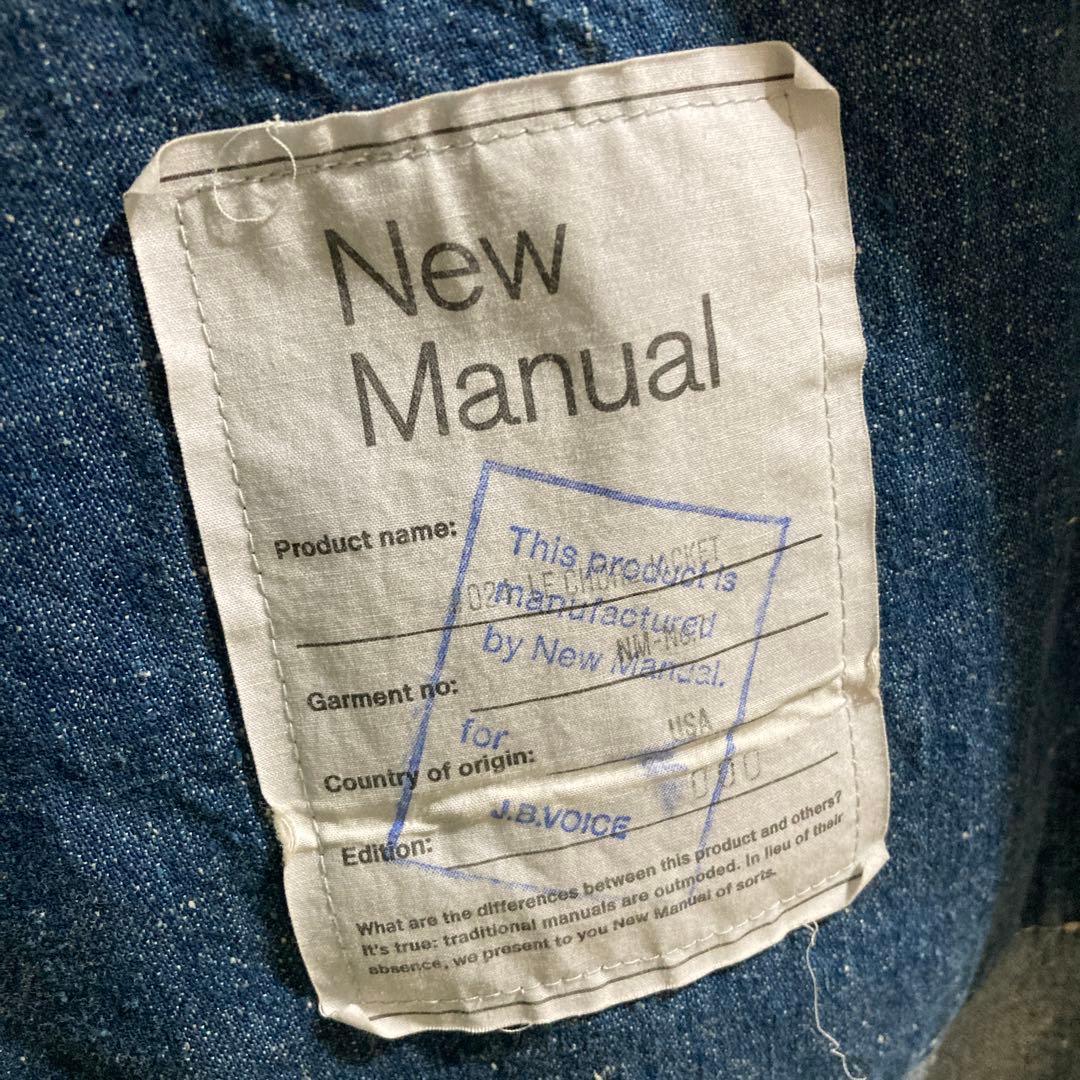 New
Manual
Product name:
JACKET
Garment no:
Country of origin: USA
Edition: 000
This product is
manufactured
by New Manual.
for
J.B.VOICE
What are the differences between this product and others?
It's true: traditional manuals are outmoded. In lieu of their
absence, we present to you New Manual of sorts.